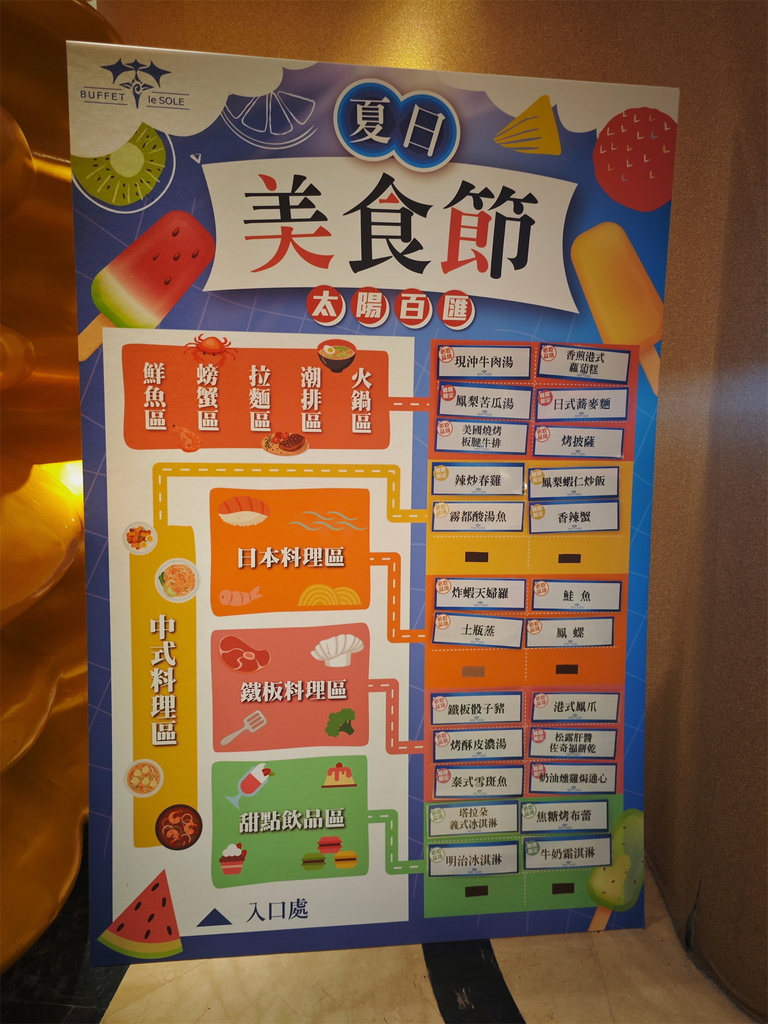 BUFFET le SOLE
夏日
美食節
太陽百匯
鮮魚區
螃蟹區
拉麵區
潮排區
火鍋區
現沖牛肉湯
香煎港式
蘿蔔糕
鳳梨苦瓜湯
日式蕎麥麵
美國燒烤
板腱牛排
烤披薩
辣炒春雞
鳳梨蝦仁炒飯
霧都酸湯魚
香辣蟹
日本料理區
炸蝦天婦羅
鮭魚
土瓶蒸
鳳螺
中式料理區
鐵板料理區
鐵板骰子豬
港式鳳爪
烤酥皮濃湯
松露肝醬
佐奇福餅乾
泰式雪斑魚
奶油燻雞焗通心
甜點飲品區
塔拉朵
義式冰淇淋
焦糖烤布蕾
明治冰淇淋
牛奶霜淇淋
入口處